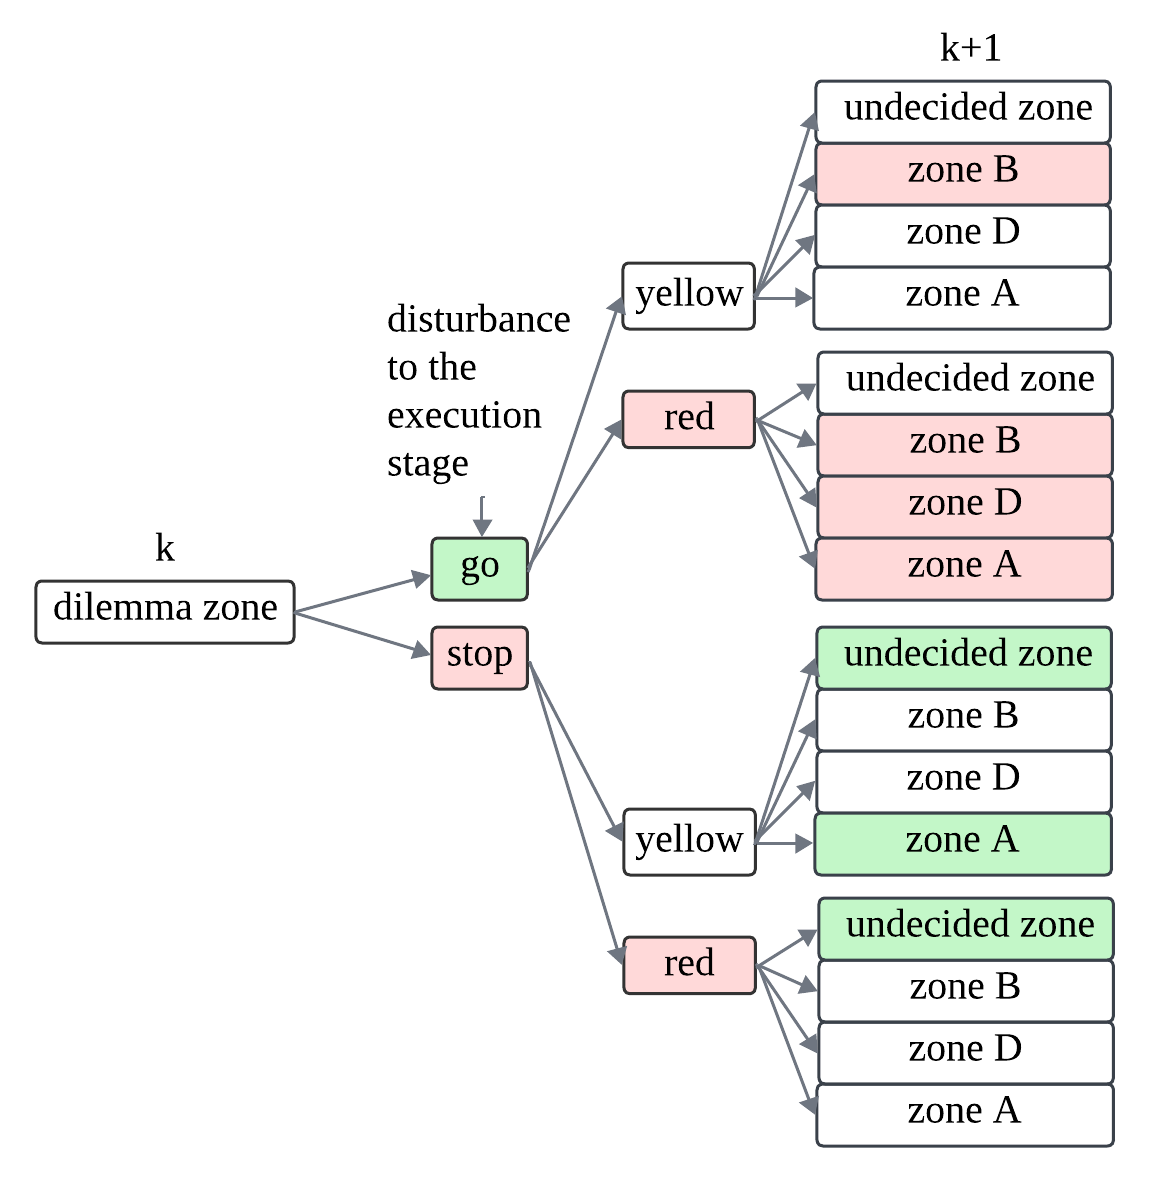 k+1
undecided zone
zone B
zone D
zone A
yellow
disturbance
to the
execution
stage
undecided zone
zone B
zone D
zone A
red
k
dilemma zone
go
stop
undecided zone
zone B
zone D
zone A
yellow
undecided zone
zone B
zone D
zone A
red